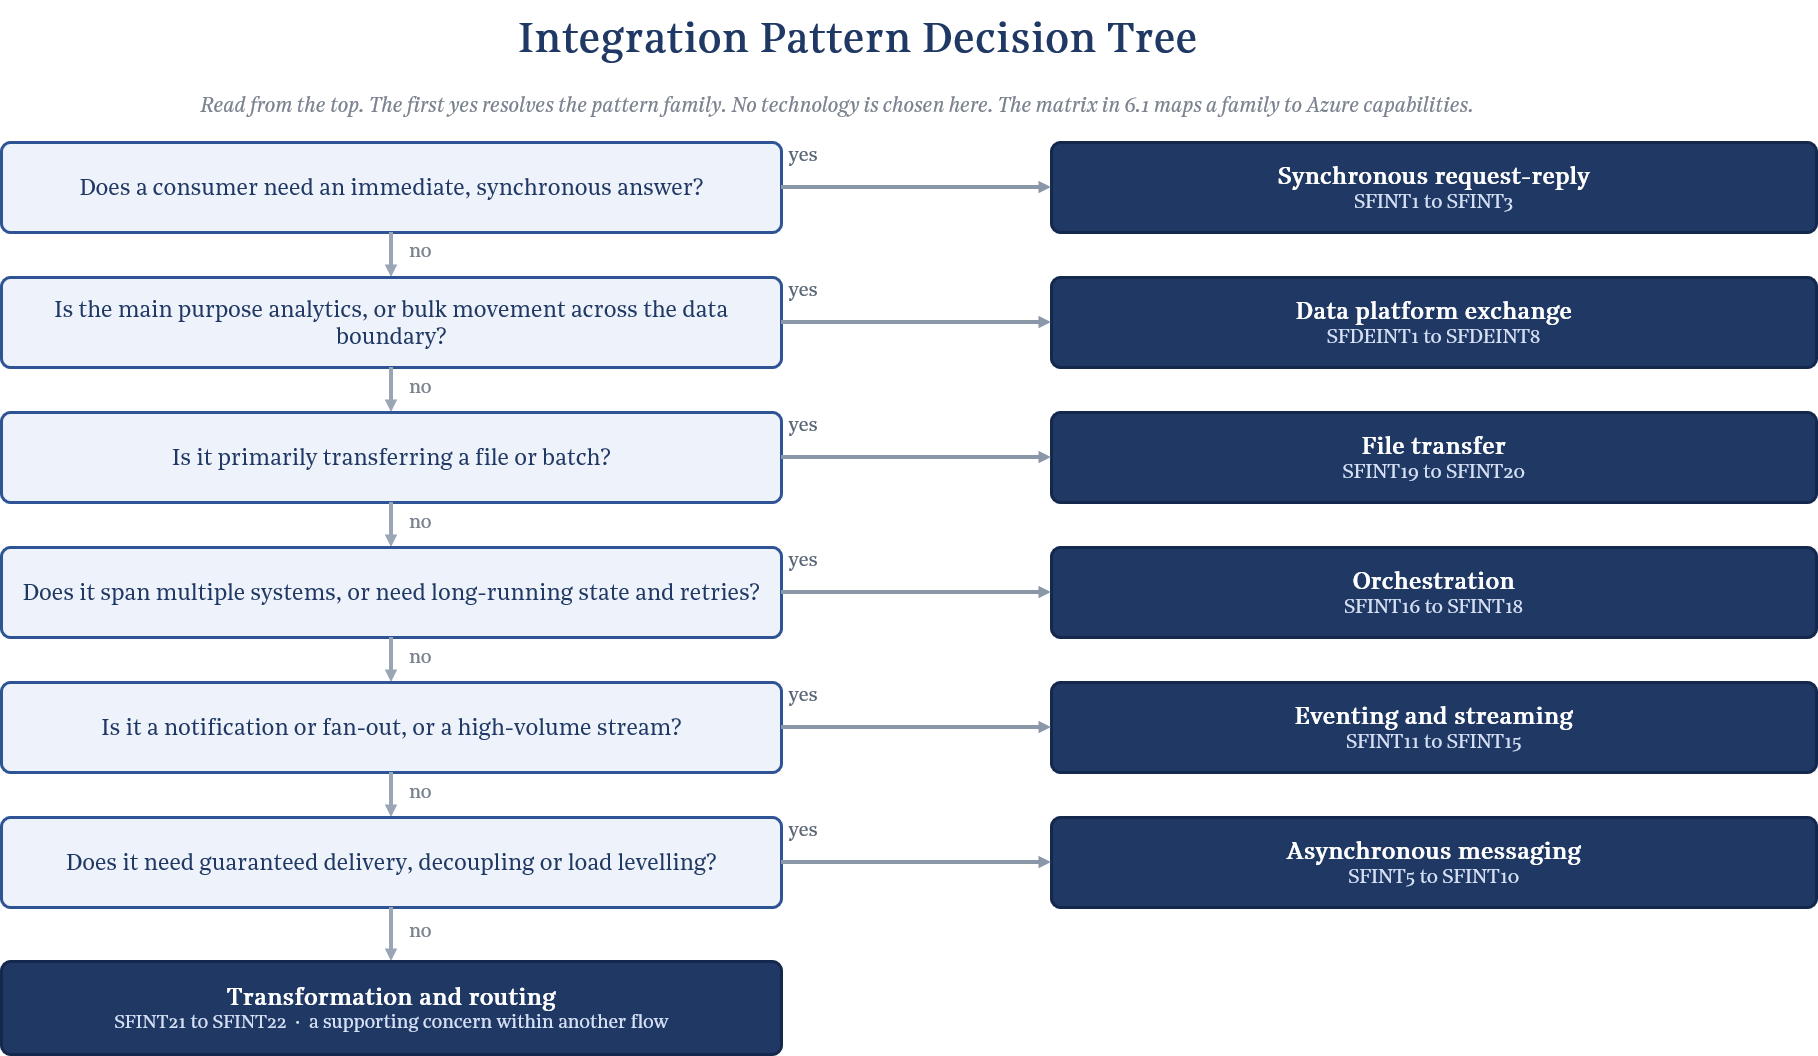 Integration Pattern Decision Tree
Read from the top. The first yes resolves the pattern family. No technology is chosen here. The matrix in 6.1 maps a family to Azure capabilities.
Does a consumer need an immediate, synchronous answer?
yes
Synchronous request-reply
SFINT1 to SFINT3
no
Is the main purpose analytics, or bulk movement across the data
boundary?
yes
Data platform exchange
SFDEINT1 to SFDEINT8
no
Is it primarily transferring a file or batch?
yes
File transfer
SFINT19 to SFINT20
no
Does it span multiple systems, or need long-running state and retries?
yes
Orchestration
SFINT16 to SFINT18
no
Is it a notification or fan-out, or a high-volume stream?
yes
Eventing and streaming
SFINT11 to SFINT15
no
Does it need guaranteed delivery, decoupling or load levelling?
yes
Asynchronous messaging
SFINT5 to SFINT10
no
Transformation and routing
SFINT21 to SFINT22 · a supporting concern within another flow